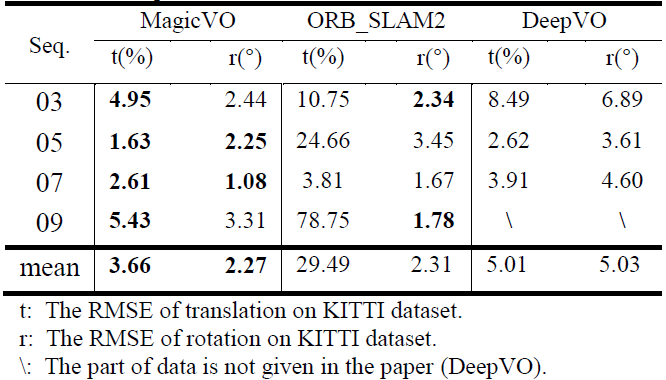 Seq. MagicVO ORB_SLAM2 DeepVO
t(%) r(°) t(%) r(°) t(%) r(°)
03 4.95 2.44 10.75 2.34 8.49 6.89
05 1.63 2.25 24.66 3.45 2.62 3.61
07 2.61 1.08 3.81 1.67 3.91 4.60
09 5.43 3.31 78.75 1.78 \ \
mean 3.66 2.27 29.49 2.31 5.01 5.03
t: The RMSE of translation on KITTI dataset.
r: The RMSE of rotation on KITTI dataset.
\: The part of data is not given in the paper (DeepVO).